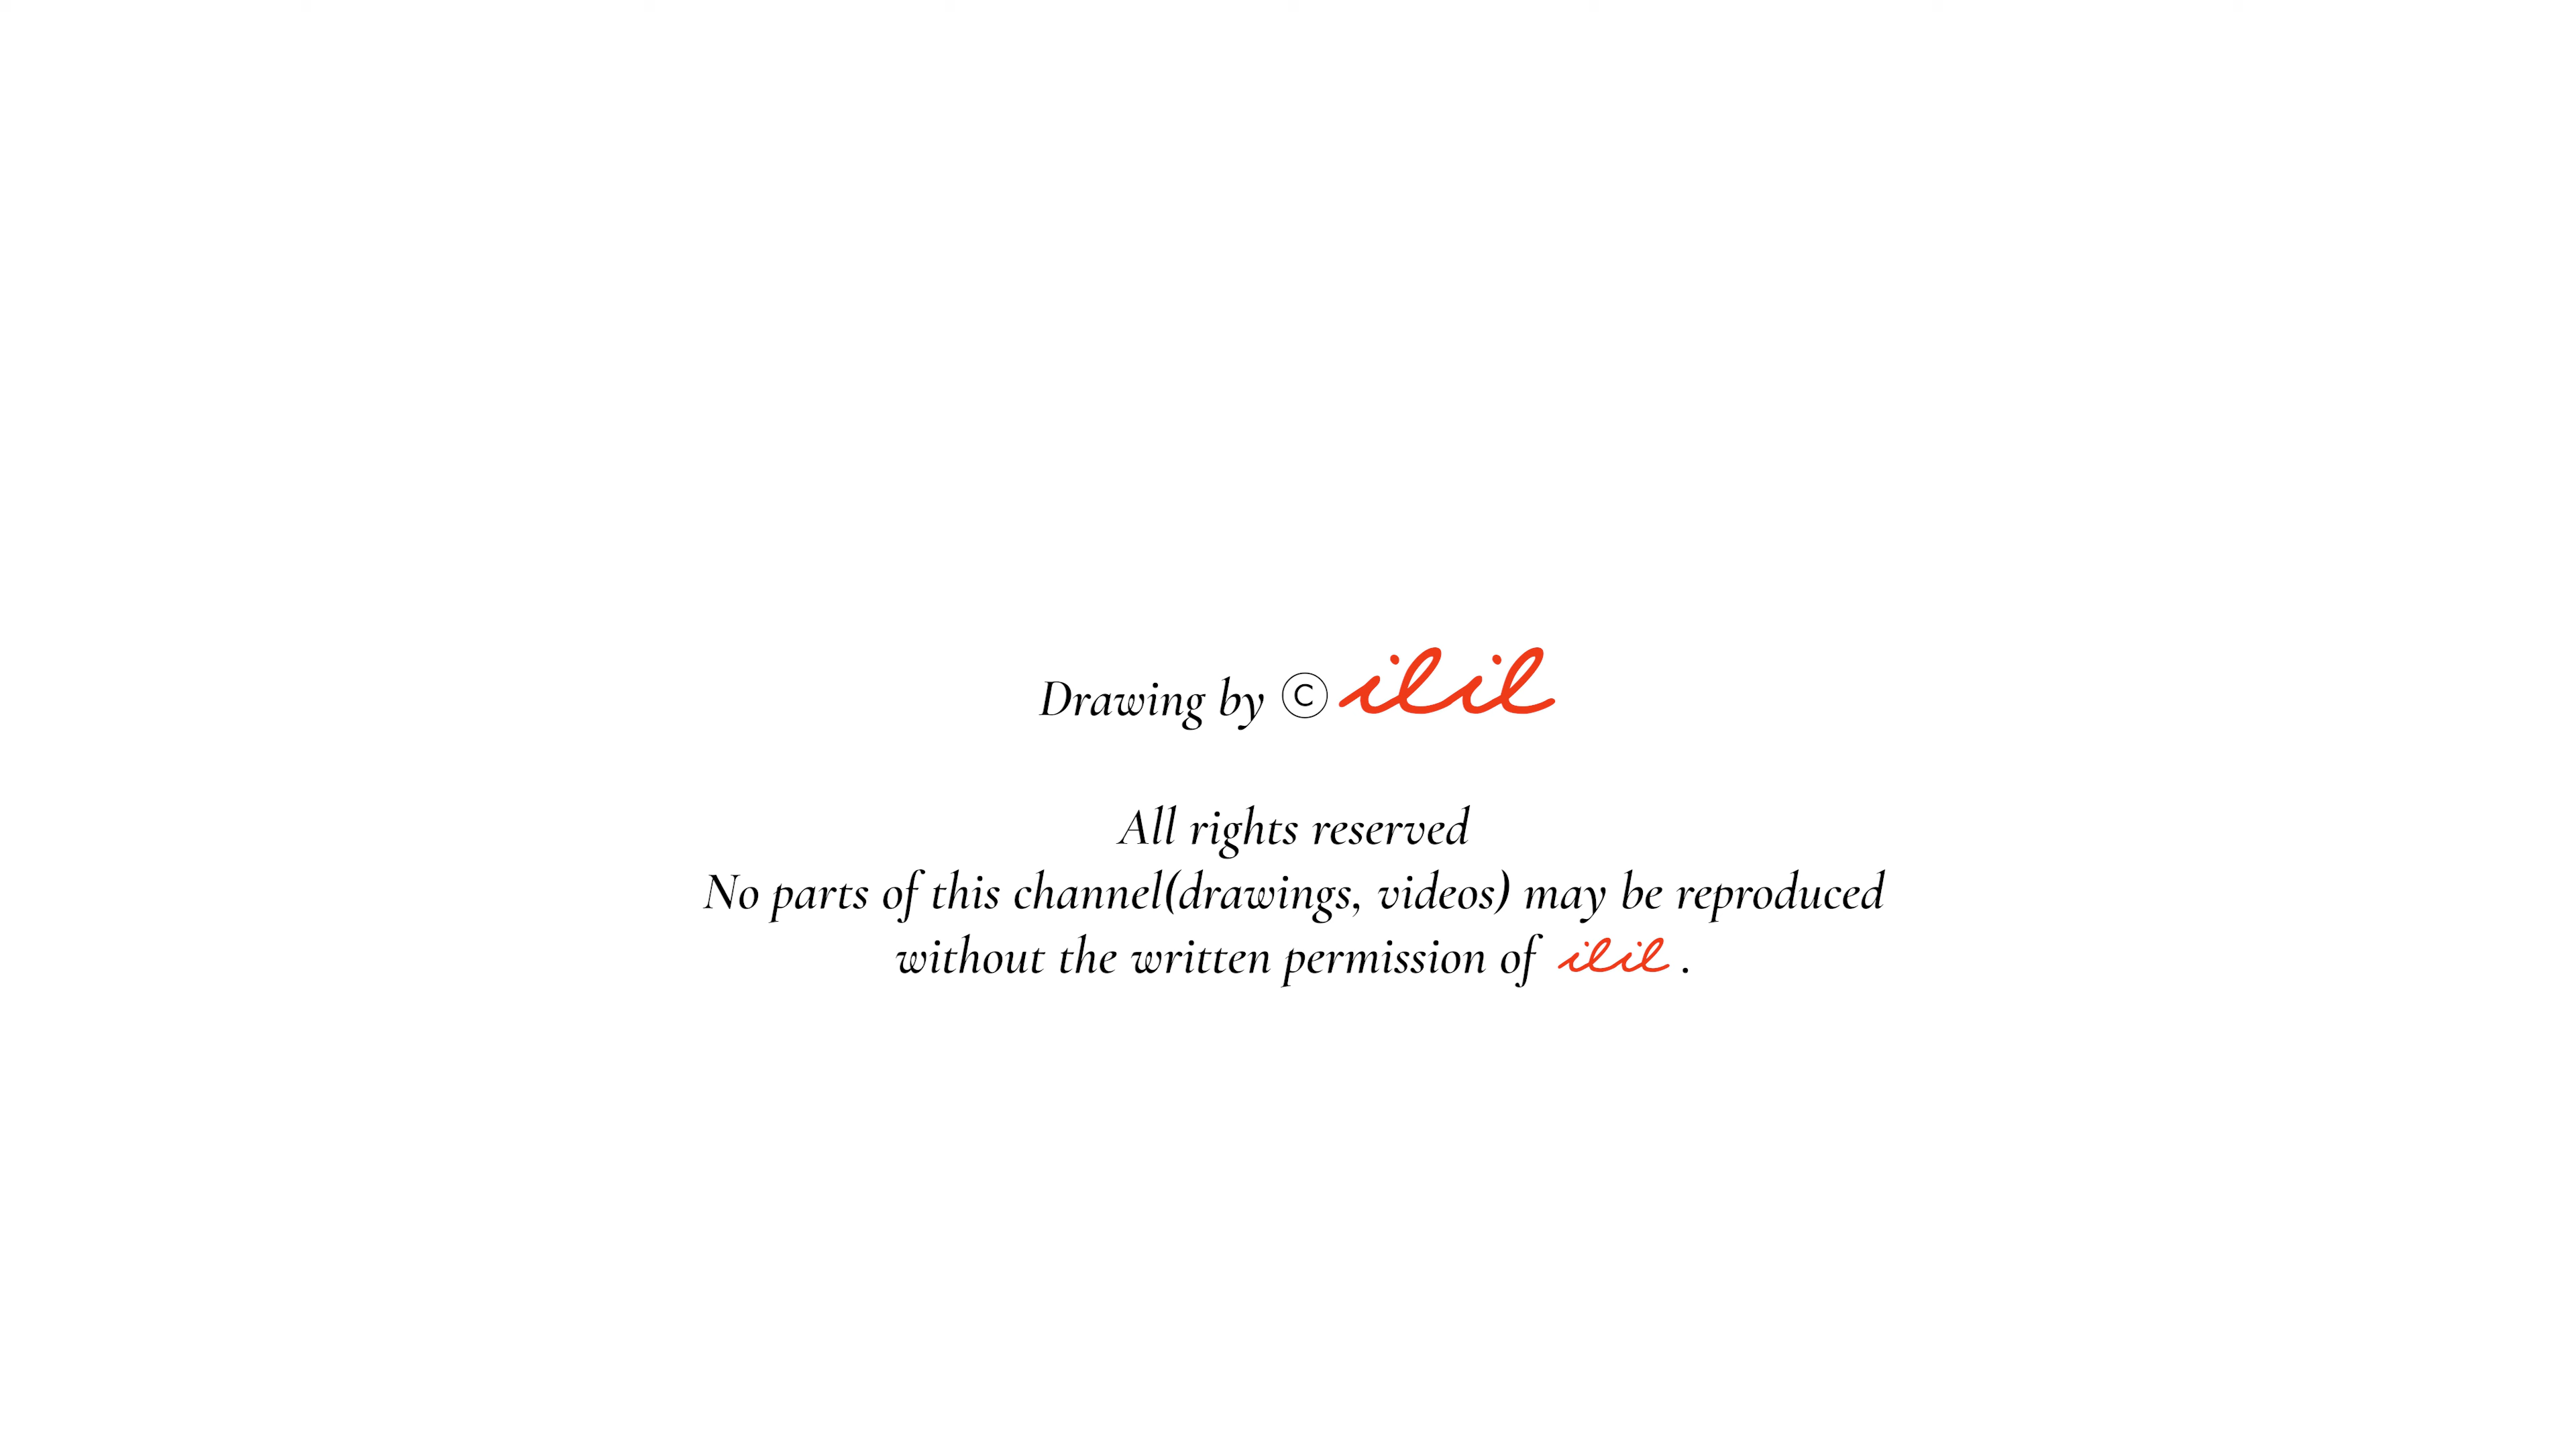 Drawing by © ilil
All rights reserved
No parts of this channel(drawings, videos) may be reproduced
without the written permission of ilil .